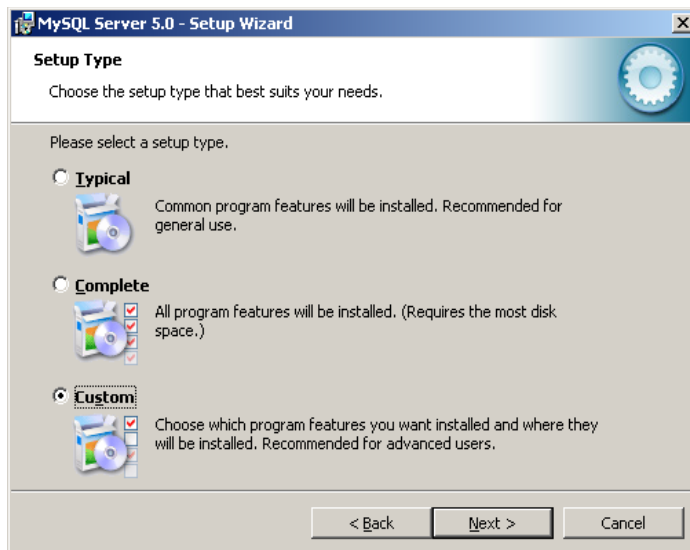 MySQL Server 5.0 - Setup Wizard
Setup Type
Choose the setup type that best suits your needs.
Please select a setup type.
Typical
Common program features will be installed. Recommended for
general use.
Complete
All program features will be installed. (Requires the most disk
space.)
Custom
Choose which program features you want installed and where they
will be installed. Recommended for advanced users.
< Back Next > Cancel